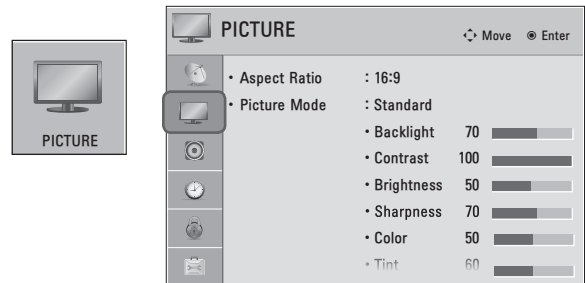 PICTURE
PICTURE
Move Enter
• Aspect Ratio : 16:9
• Picture Mode : Standard
• Backlight 70
• Contrast 100
• Brightness 50
• Sharpness 70
• Color 50
• Tint 60